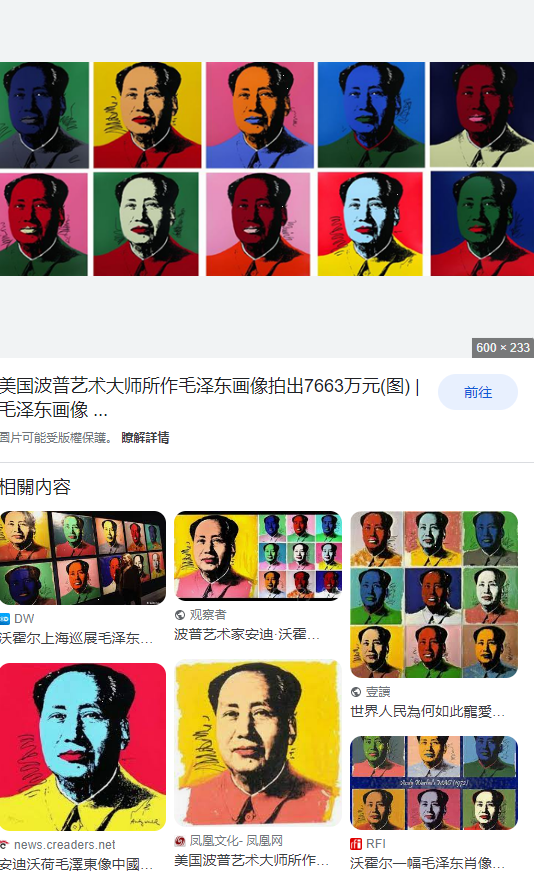 600 × 233
美国波普艺术大师所作毛泽东画像拍出7663万元(图) |
毛泽东画像 ...
前往
圖片可能受版權保護。 瞭解詳情
相關內容
DW
沃霍尔上海巡展毛泽东…
观察者
波普艺术家安迪·沃霍…
壹讀
世界人民為何如此寵愛…
Andy Warhol's MAO (1972)
news.creaders.net
安迪沃荷毛澤東像中國…
凤凰文化- 凤凰网
美国波普艺术大师所作…
RFI
沃霍尔一幅毛泽东肖像…